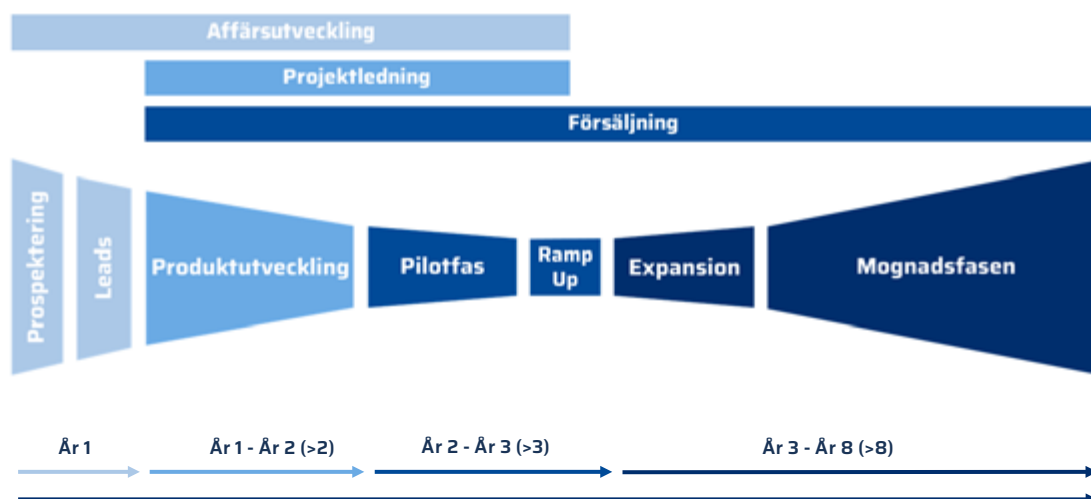 Affärsutveckling
Projektledning
Försäljning
Prospektering
Leads
Produktutveckling
Pilotfas
Ramp
Up
Expansion
Mognadsfasen
År 1
År 1 - År 2 (>2)
År 2 - År 3 (>3)
År 3 - År 8 (>8)